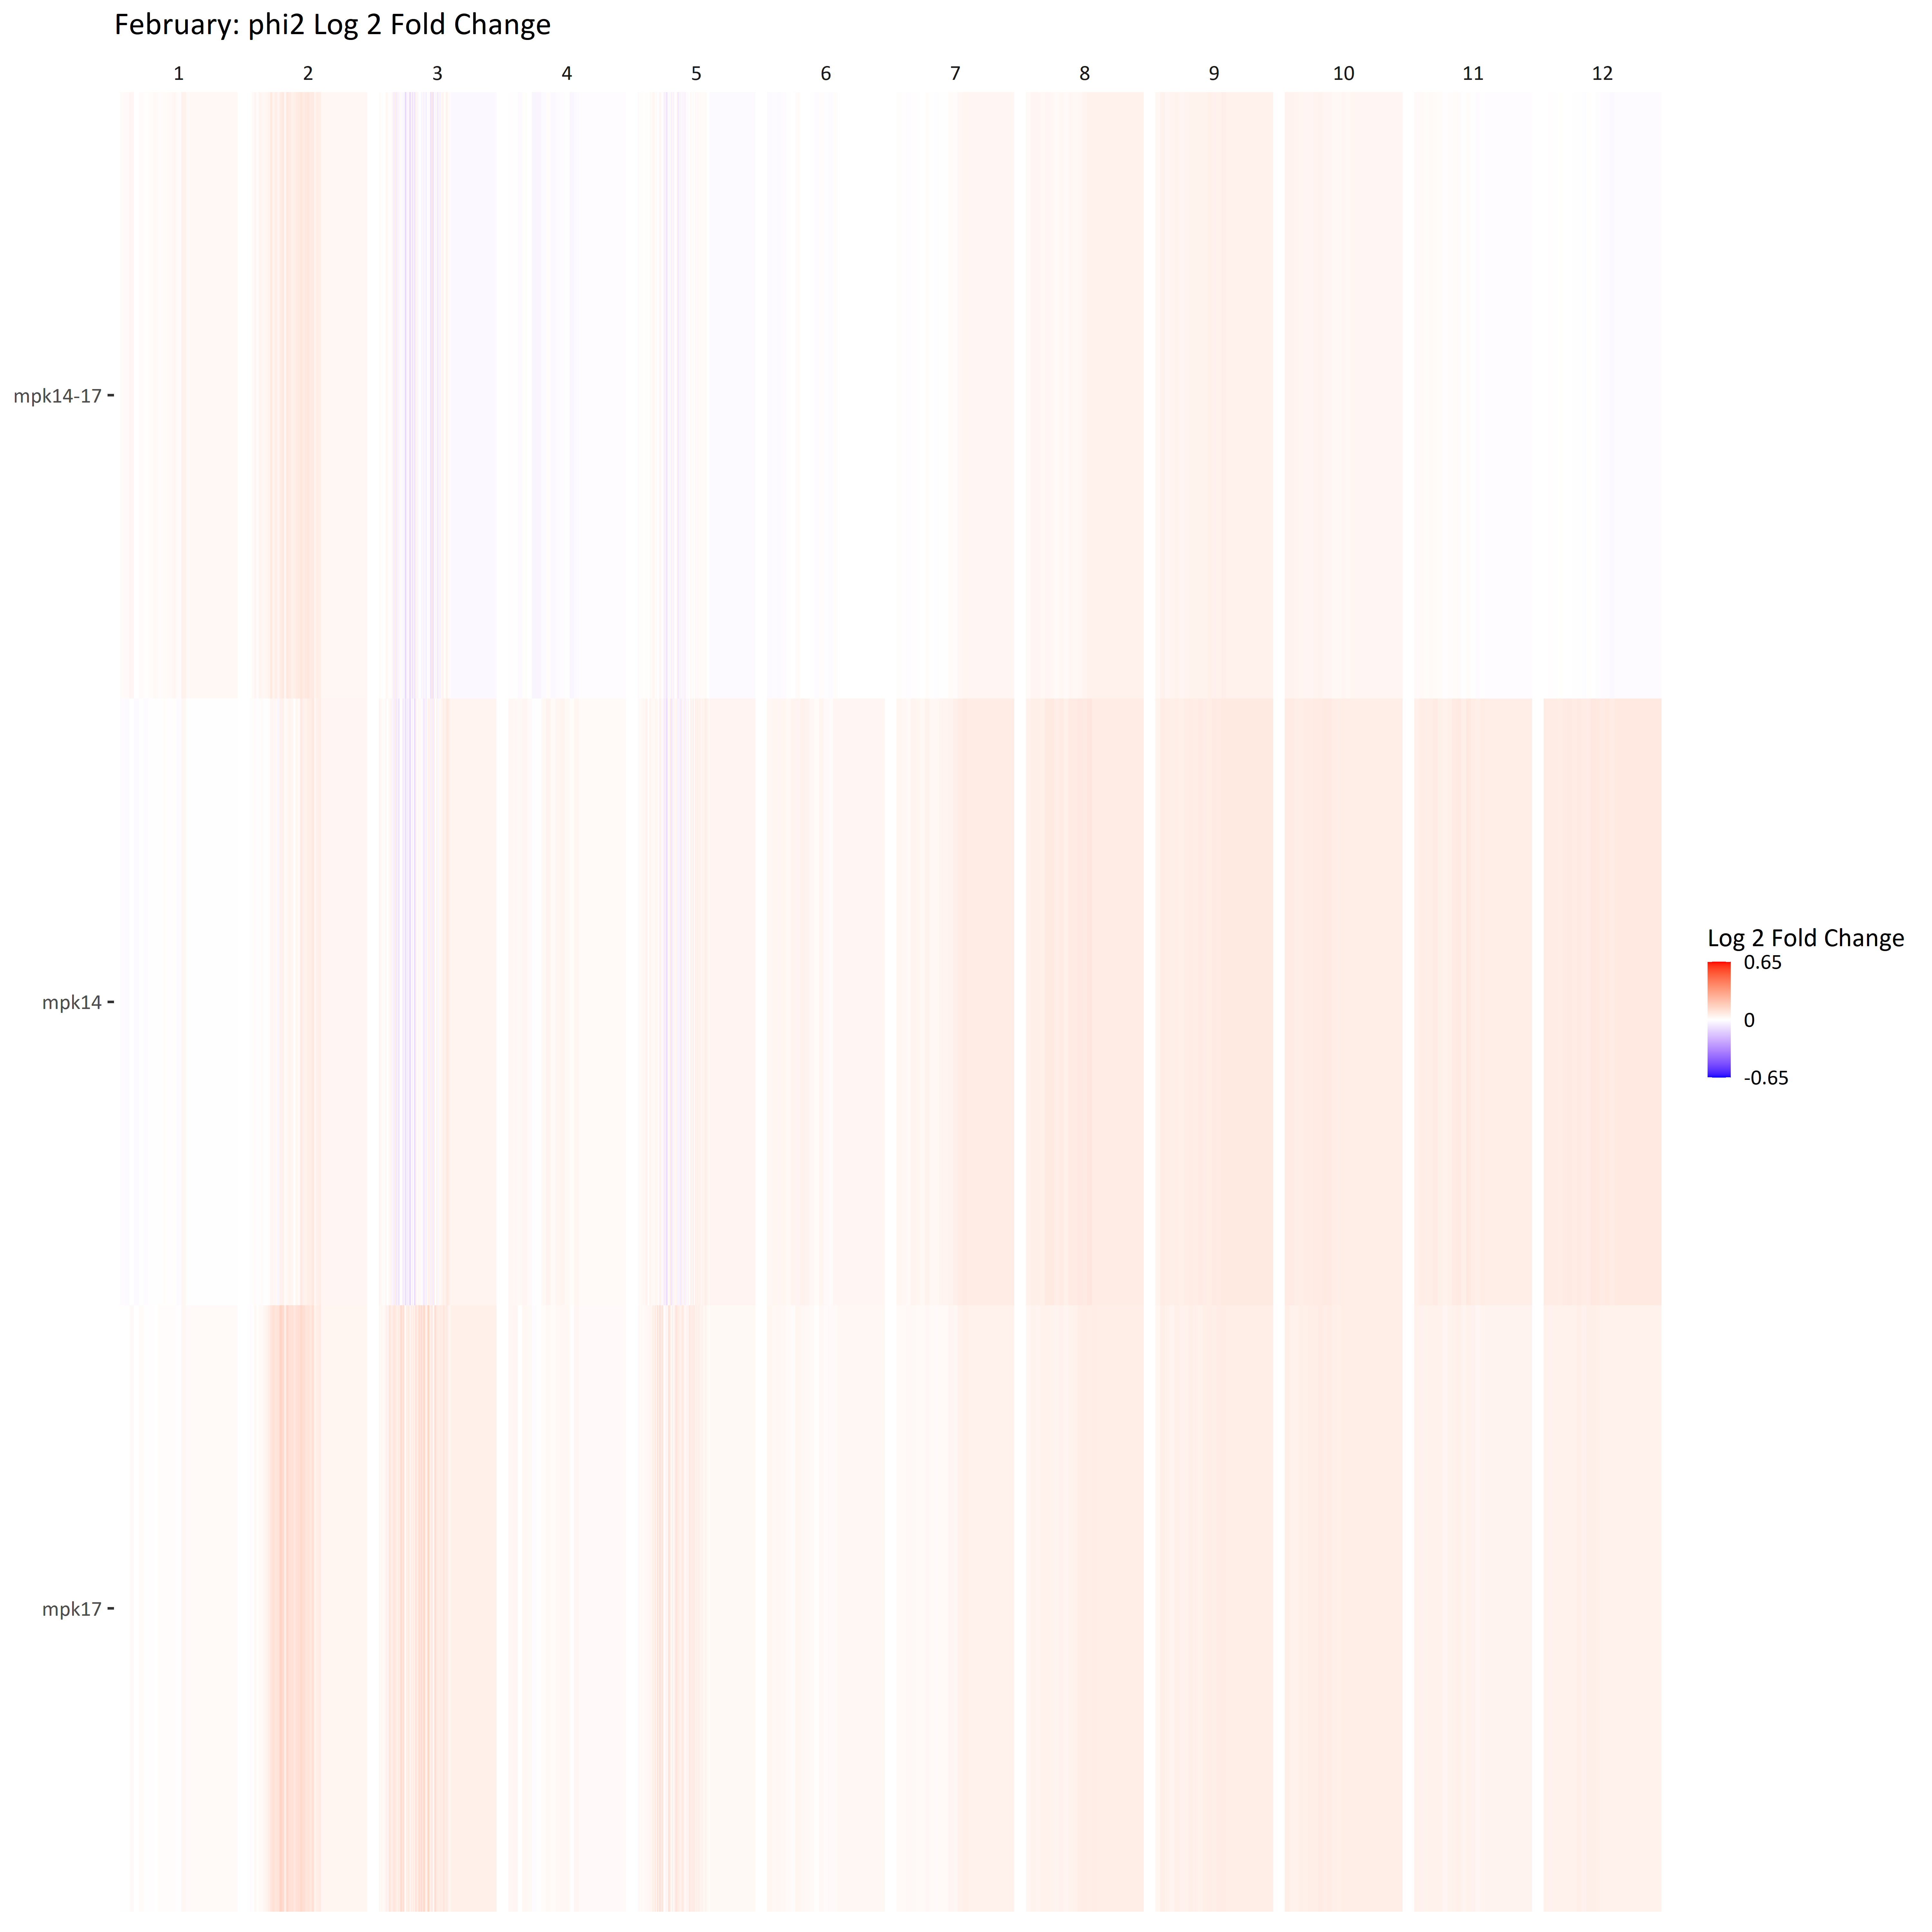 February: phi2 Log 2 Fold Change
1 2 3 4 5 6 7 8 9 10 11 12
mpk14-17
mpk14
mpk17
Log 2 Fold Change
0.65
0
-0.65